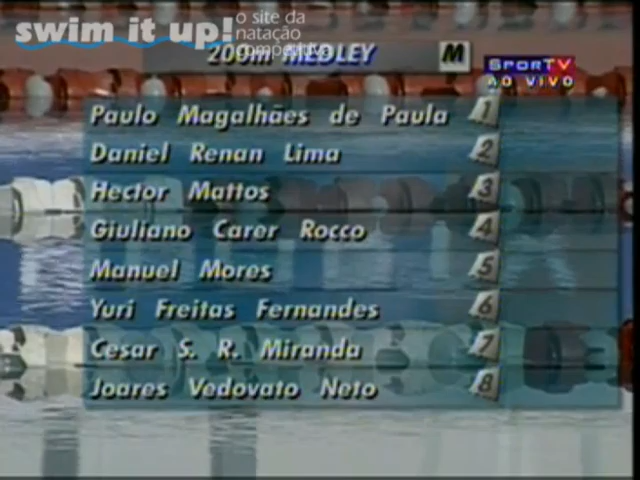 swim it up!
o site da
natação
competitiva
200m MEDLEY M
SPORTV
AO VIVO
Paulo Magalhães de Paula 1
Daniel Renan Lima 2
Hector Mattos 3
Giuliano Carer Rocco 4
Manuel Mores 5
Yuri Freitas Fernandes 6
Cesar S. R. Miranda 7
Joares Vedovato Neto 8